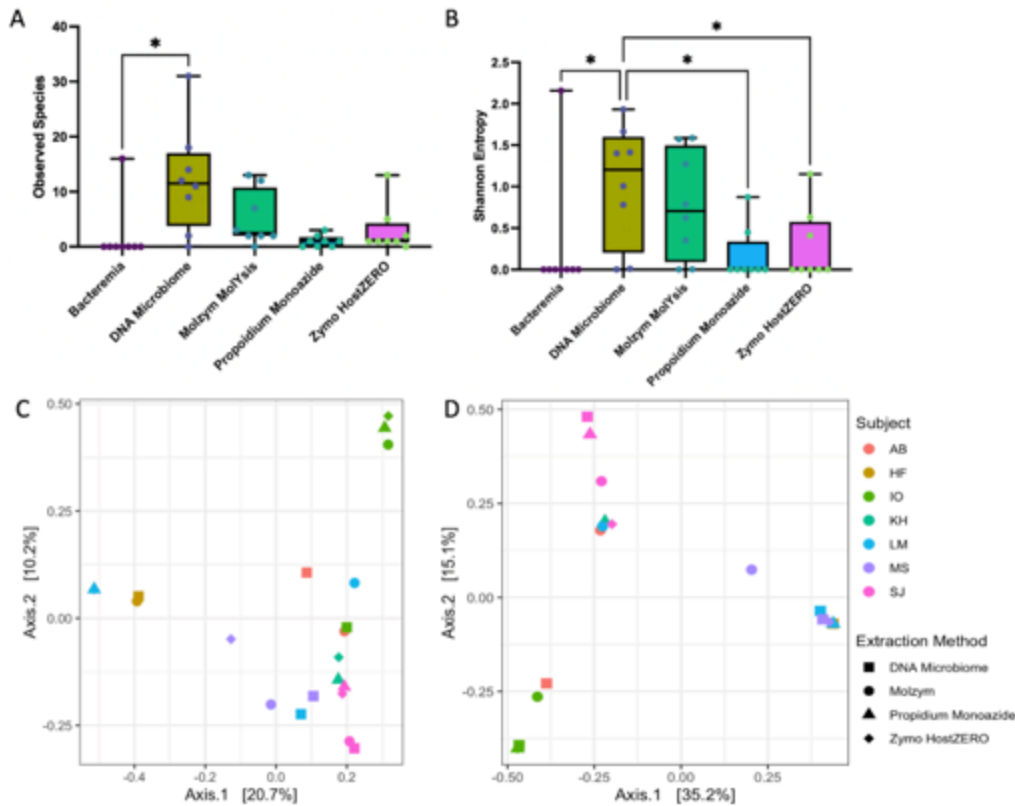 A
Observed Species
40
30
20
10
0
*
Bacteremia
DNA Microbiome
Molzym MolYsis
Propoidium Monoazide
Zymo HostZERO
B
Shannon Entropy
2.5
2.0
1.5
1.0
0.5
0.0
*
*
*
Bacteremia
DNA Microbiome
Molzym MolYsis
Propoidium Monoazide
Zymo HostZERO
C
Axis.2 [10.2%]
0.50
0.25
0.00
-0.25
-0.4
-0.2
0.0
0.2
Axis.1 [20.7%]
D
Axis.2 [15.1%]
0.50
0.25
0.00
-0.25
-0.50
-0.25
0.00
0.25
Axis.1 [35.2%]
Subject
AB
HF
IO
KH
LM
MS
SJ
Extraction Method
DNA Microbiome
Molzym
Propidium Monoazide
Zymo HostZERO